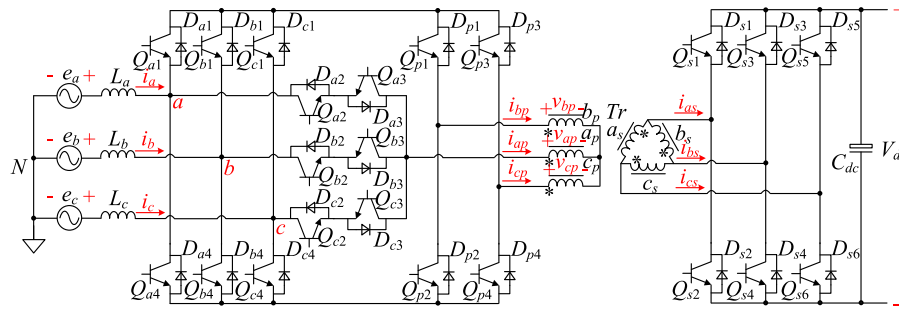 D_a1 D_b1 D_c1 D_p1 D_p3 D_s1 D_s3 D_s5
Q_a1 Q_b1 Q_c1 Q_p1 Q_p3 Q_s1 Q_s3 Q_s5
- e_a + L_a i_a D_a2 Q_a3
a Q_a2 D_a3
i_bp +v_bp- b_p Tr i_as
* a_s *
- e_b + L_b i_b D_b2 Q_b3 i_ap +v_ap- a_p b_s i_bs C_dc
N b Q_b2 D_b3 * * *
i_cp +v_cp- c_p c_s i_cs
- e_c + L_c i_c D_c2 Q_c3 *
c Q_c2 D_c3
D_a4 D_b4 D_c4 D_p2 D_p4 D_s2 D_s4 D_s6
Q_a4 Q_b4 Q_c4 Q_p2 Q_p4 Q_s2 Q_s4 Q_s6